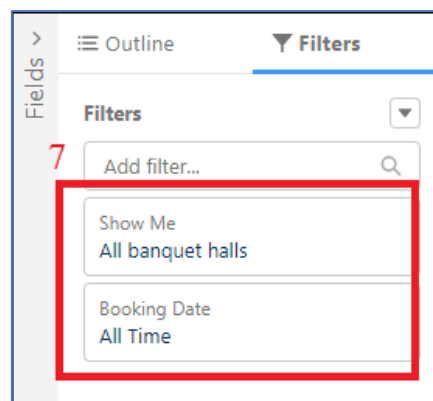 Fields
Outline
Filters
Filters
7
Add filter...
Show Me
All banquet halls
Booking Date
All Time